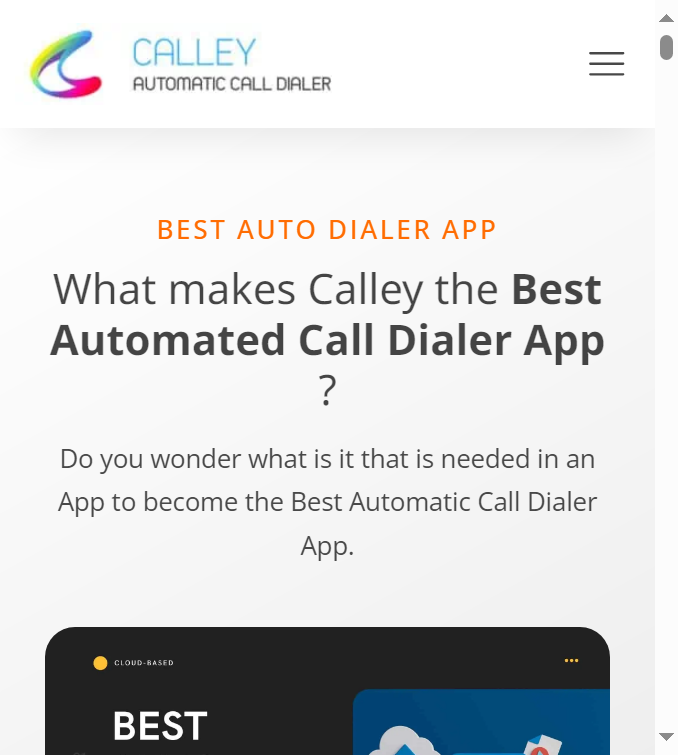 CALLEY
AUTOMATIC CALL DIALER
BEST AUTO DIALER APP
What makes Calley the Best
Automated Call Dialer App
?
Do you wonder what is it that is needed in an
App to become the Best Automatic Call Dialer
App.
CLOUD-BASED
BEST